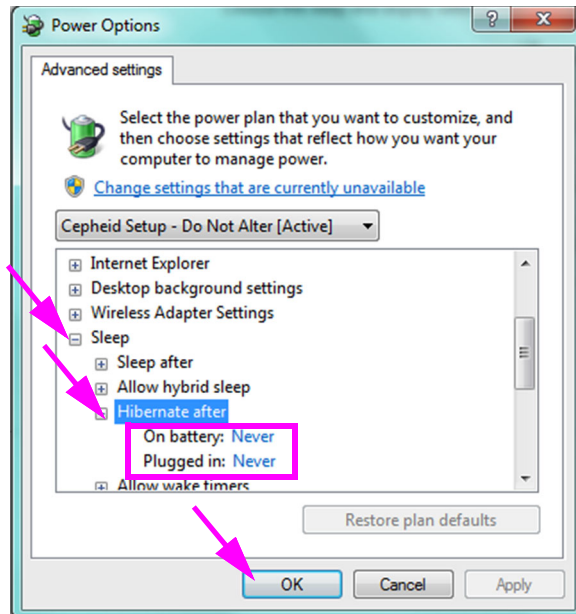 Power Options
Advanced settings
Select the power plan that you want to customize, and
then choose settings that reflect how you want your
computer to manage power.
Change settings that are currently unavailable
Cepheid Setup - Do Not Alter [Active]
Internet Explorer
Desktop background settings
Wireless Adapter Settings
Sleep
Sleep after
Allow hybrid sleep
Hibernate after
On battery: Never
Plugged in: Never
Allow wake timers
Restore plan defaults
OK Cancel Apply